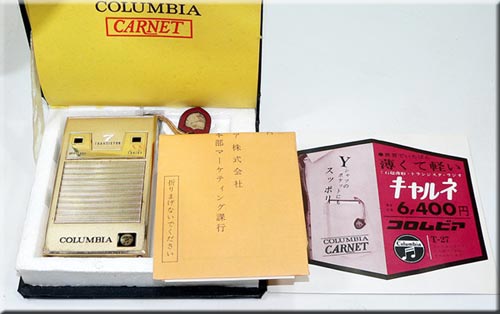 COLUMBIA
CARNET
7
TRANSISTOR
COLUMBIA
ア株式会社
本部マーケティング課行
折りまげないでください
Yシャツの
ポケットにも
スッポリ
COLUMBIA
CARNET
薄くて軽い
キャルネ
6,400円
コロムビア
T-27